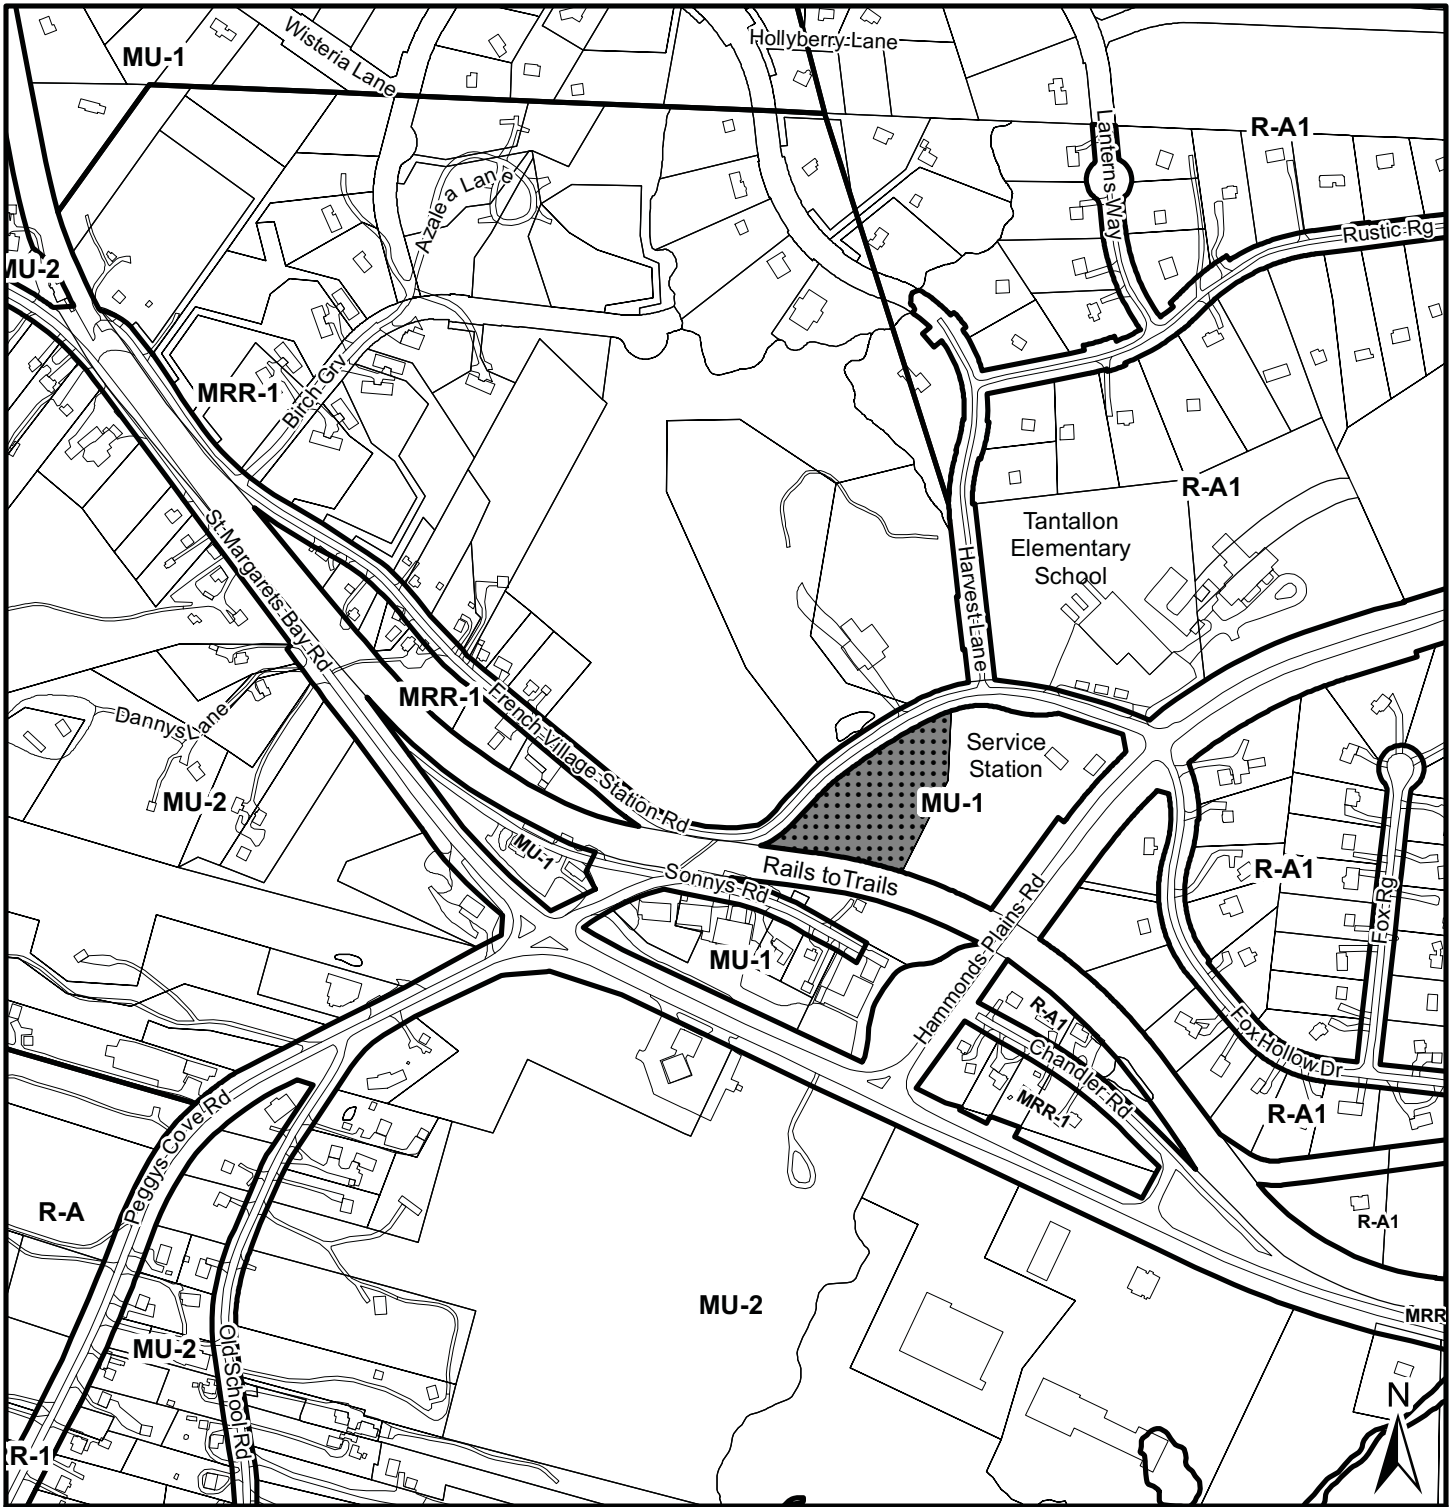 MU-1
Wisteria Lane
Hollyberry Lane
R-A1
Lanterns Way
Azalea Lane
Rustic Rg
MU-2
MRR-1
Birch Grv
R-A1
Tantallon
Elementary
School
St Margarets Bay Rd
Harvest Lane
MRR-1
French Village Station Rd
Dannys Lane
Service
Station
MU-2
MU-1
MU-1
Rails to Trails
Sonnys Rd
R-A1
Fox Rg
Hammonds Plains Rd
MU-1
R-A1
Chandler Rd
Fox Hollow Dr
MRR-1
R-A1
Peggys Cove Rd
R-A
R-A1
MU-2
MRR
MU-2
Old School Rd
N
RR-1